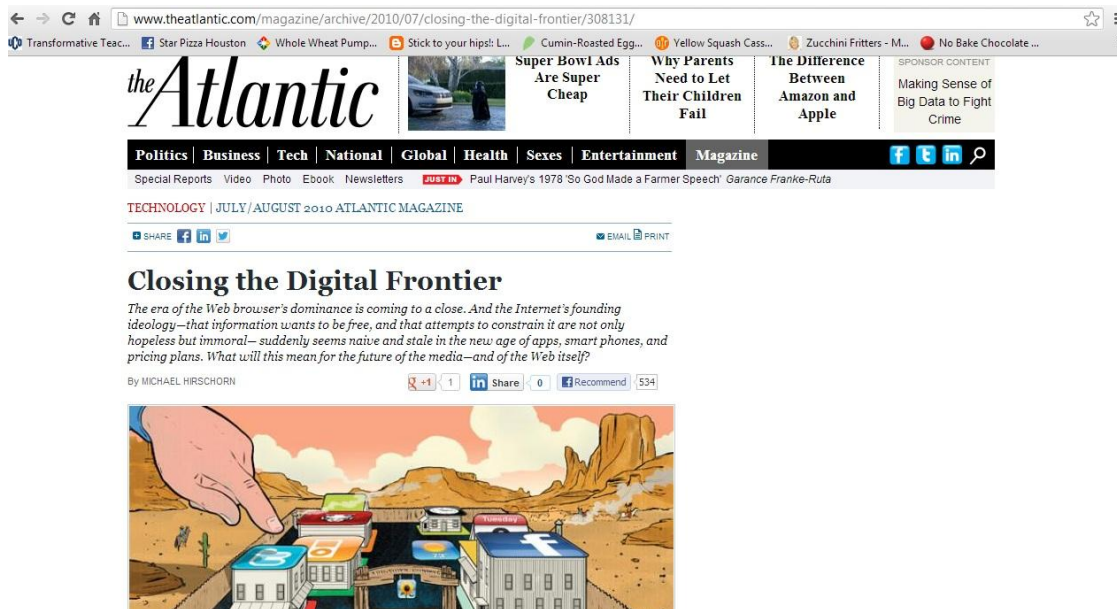 www.theatlantic.com/magazine/archive/2010/07/closing-the-digital-frontier/308131/
Transformative Teac... Star Pizza Houston Whole Wheat Pump... Stick to your hips!: L... Cumin-Roasted Egg... Yellow Squash Cass... Zucchini Fritters - M... No Bake Chocolate ...
the Atlantic
Super Bowl Ads
Are Super
Cheap
Why Parents
Need to Let
Their Children
Fail
The Difference
Between
Amazon and
Apple
SPONSOR CONTENT
Making Sense of
Big Data to Fight
Crime
Politics | Business | Tech | National | Global | Health | Sexes | Entertainment Magazine
Special Reports Video Photo Ebook Newsletters JUST IN Paul Harvey's 1978 'So God Made a Farmer Speech' Garance Franke-Ruta
TECHNOLOGY | JULY/AUGUST 2010 ATLANTIC MAGAZINE
SHARE EMAIL PRINT
Closing the Digital Frontier
The era of the Web browser's dominance is coming to a close. And the Internet's founding
ideology—that information wants to be free, and that attempts to constrain it are not only
hopeless but immoral— suddenly seems naive and stale in the new age of apps, smart phones, and
pricing plans. What will this mean for the future of the media—and of the Web itself?
By MICHAEL HIRSCHORN
+1 1 in Share 0 Recommend 534
Tuesday